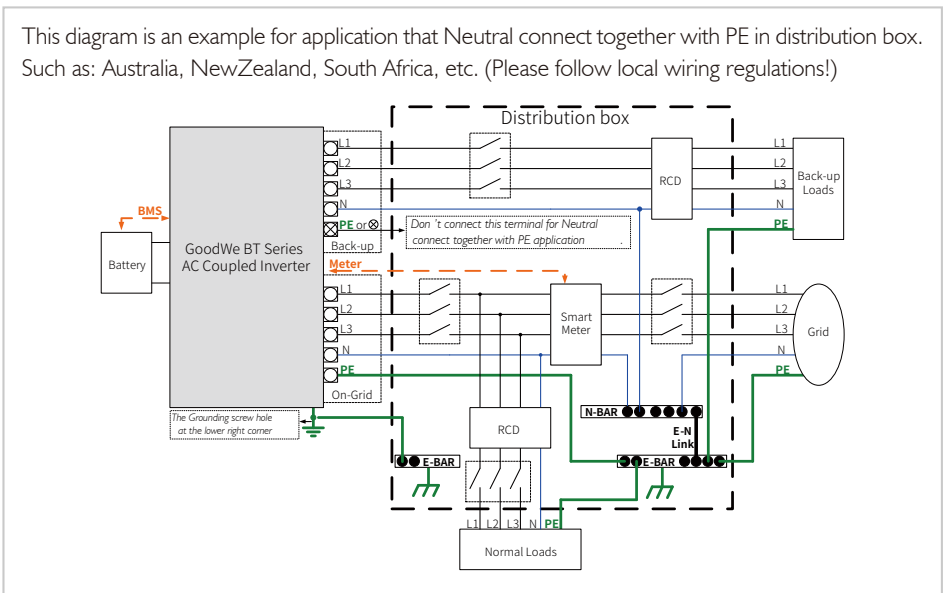 This diagram is an example for application that Neutral connect together with PE in distribution box.
Such as: Australia, NewZealand, South Africa, etc. (Please follow local wiring regulations!)
Distribution box
L1
L2
L3
N
PE or
Back-up
RCD
L1
L2
L3
N
PE
Back-up
Loads
Don 't connect this terminal for Neutral
connect together with PE application .
BMS
Battery
GoodWe BT Series
AC Coupled Inverter
Meter
L1
L2
L3
N
PE
On-Grid
Smart
Meter
L1
L2
L3
N
PE
Grid
The Grounding screw hole
at the lower right corner
RCD
N-BAR
E-N
Link
E-BAR
E-BAR
L1 L2 L3 N PE
Normal Loads